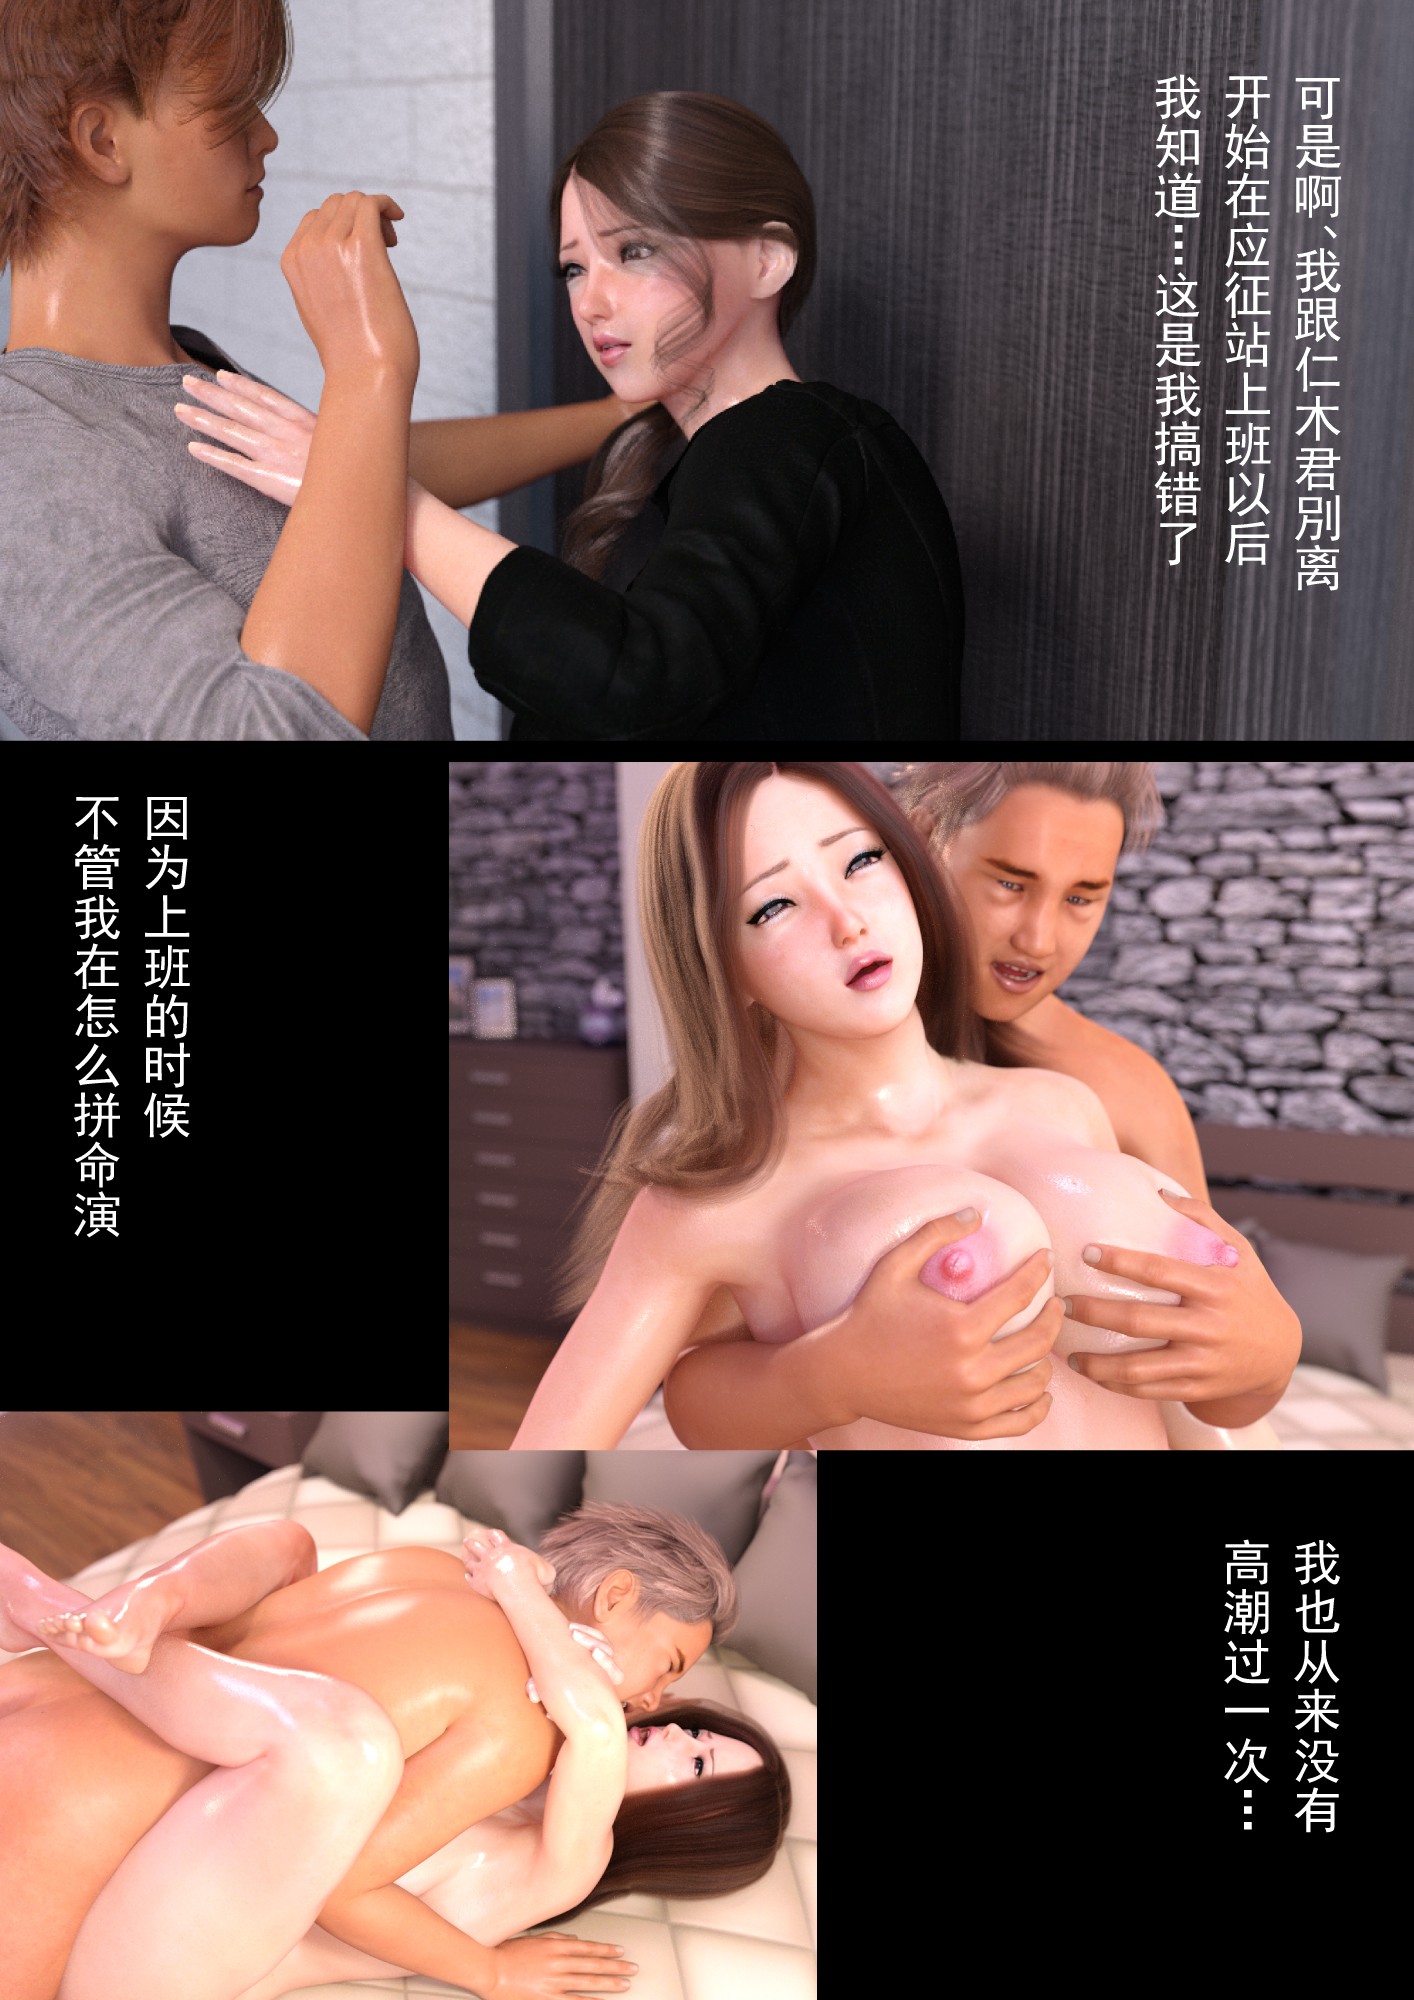 可是啊、我跟仁木君別离
开始在应征站上班以后
我知道…这是我搞错了
因为上班的时候
不管我在怎么拼命演
我也从来没有
高潮过一次…